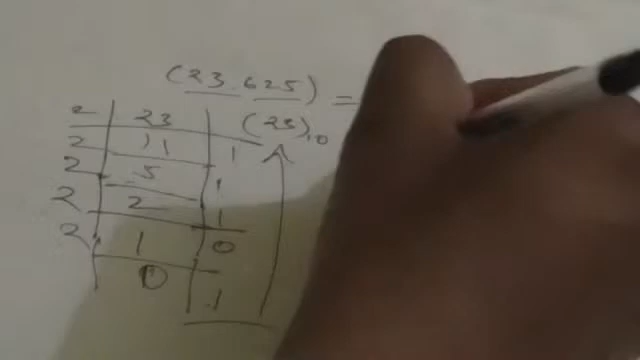 (23.625) =
2 23 (23)10
2 11 1
2 5 1
2 2 1
2 1 0
0 1